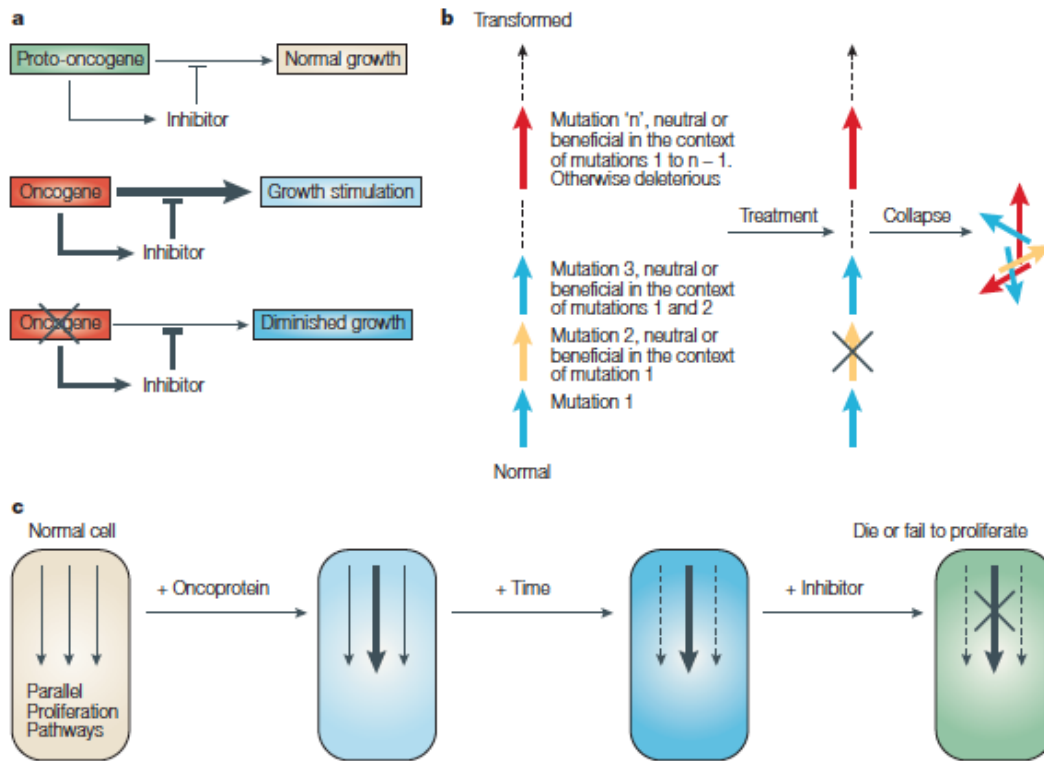 a
Proto-oncogene
Normal growth
Inhibitor
Oncogene
Growth stimulation
Inhibitor
Oncogene
Diminished growth
Inhibitor
b
Transformed
Mutation ‘n’, neutral or
beneficial in the context
of mutations 1 to n – 1.
Otherwise deleterious
Mutation 3, neutral or
beneficial in the context
of mutations 1 and 2
Mutation 2, neutral or
beneficial in the context
of mutation 1
Mutation 1
Normal
Treatment
Collapse
c
Normal cell
Parallel
Proliferation
Pathways
+ Oncoprotein
+ Time
+ Inhibitor
Die or fail to proliferate